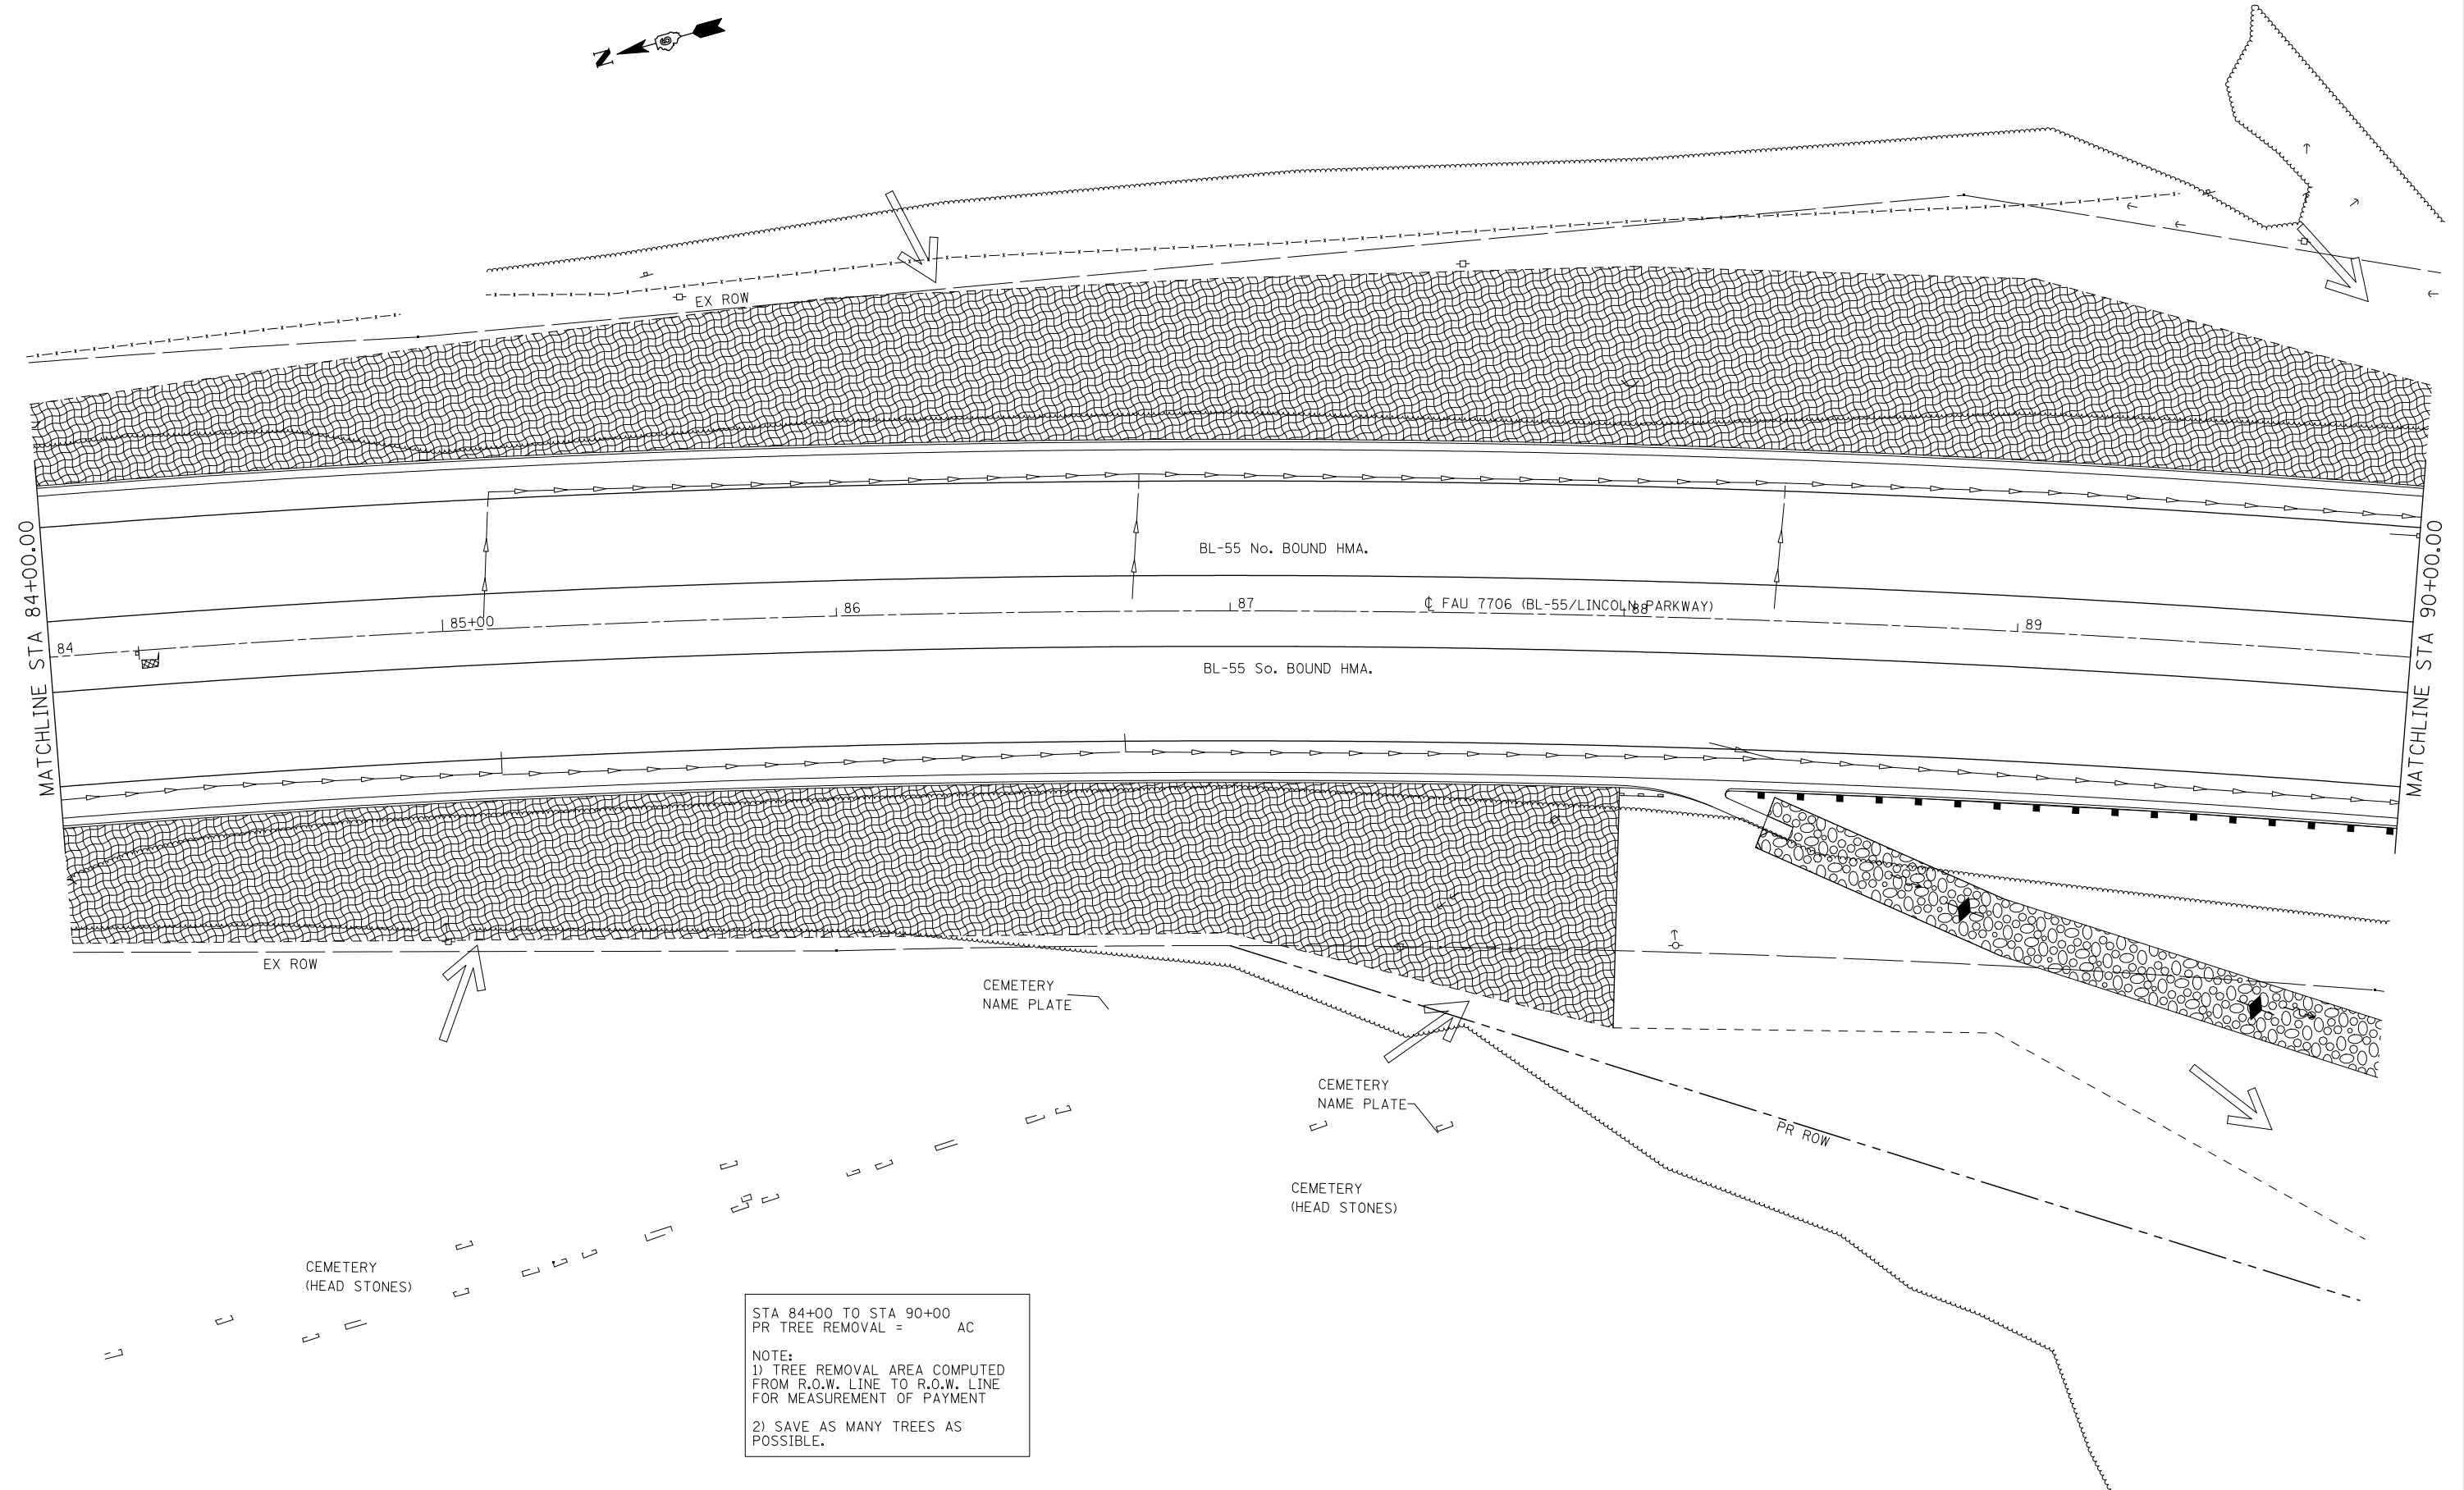 N
6
EX ROW
MATCHLINE STA 84+00.00
MATCHLINE STA 90+00.00
BL-55 No. BOUND HMA.
84
85+00
86
87
℄ FAU 7706 (BL-55/LINCOLN PARKWAY)
88
89
BL-55 So. BOUND HMA.
EX ROW
CEMETERY
NAME PLATE
CEMETERY
NAME PLATE
PR ROW
CEMETERY
(HEAD STONES)
CEMETERY
(HEAD STONES)
STA 84+00 TO STA 90+00
PR TREE REMOVAL = AC
NOTE:
1) TREE REMOVAL AREA COMPUTED
FROM R.O.W. LINE TO R.O.W. LINE
FOR MEASUREMENT OF PAYMENT
2) SAVE AS MANY TREES AS
POSSIBLE.